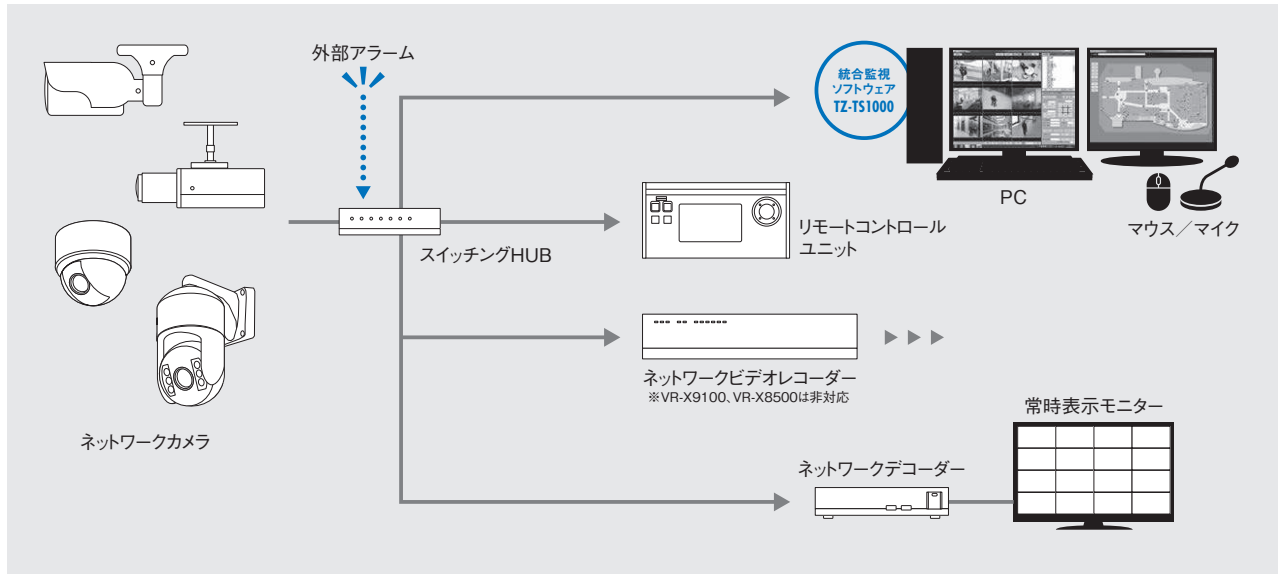 外部アラーム
統合監視
ソフトウェア
TZ-TS1000
PC
マウス／マイク
スイッチングHUB
リモートコントロール
ユニット
ネットワークビデオレコーダー
※VR-X9100、VR-X8500は非対応
常時表示モニター
ネットワークカメラ
ネットワークデコーダー